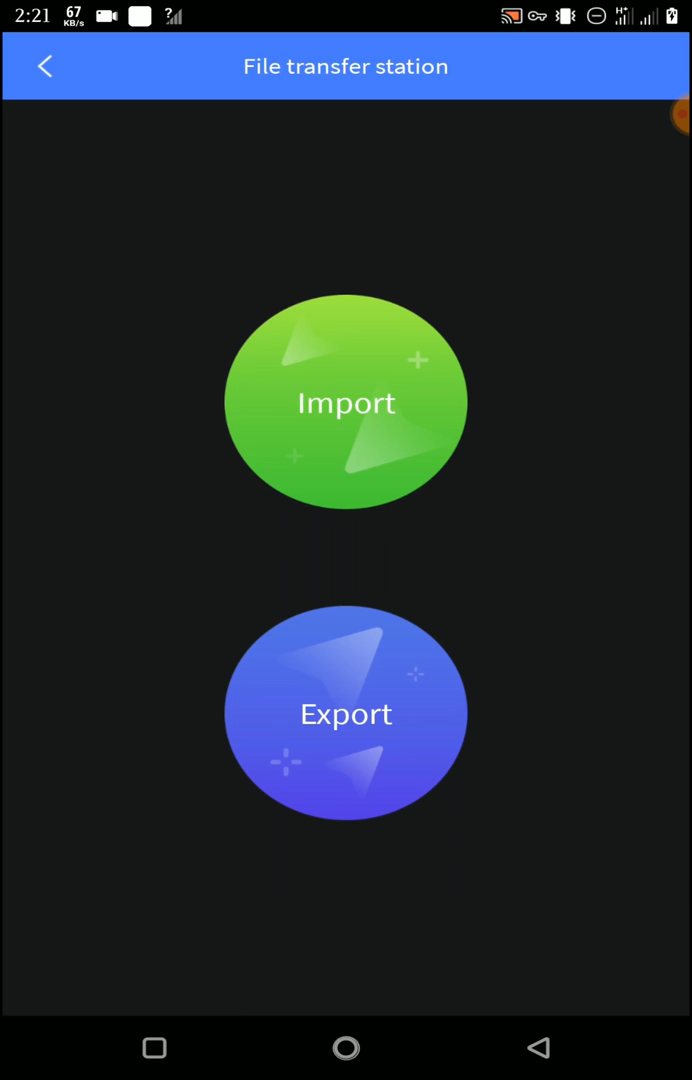 2:21 67 KB/s ? H+
File transfer station
Import
Export